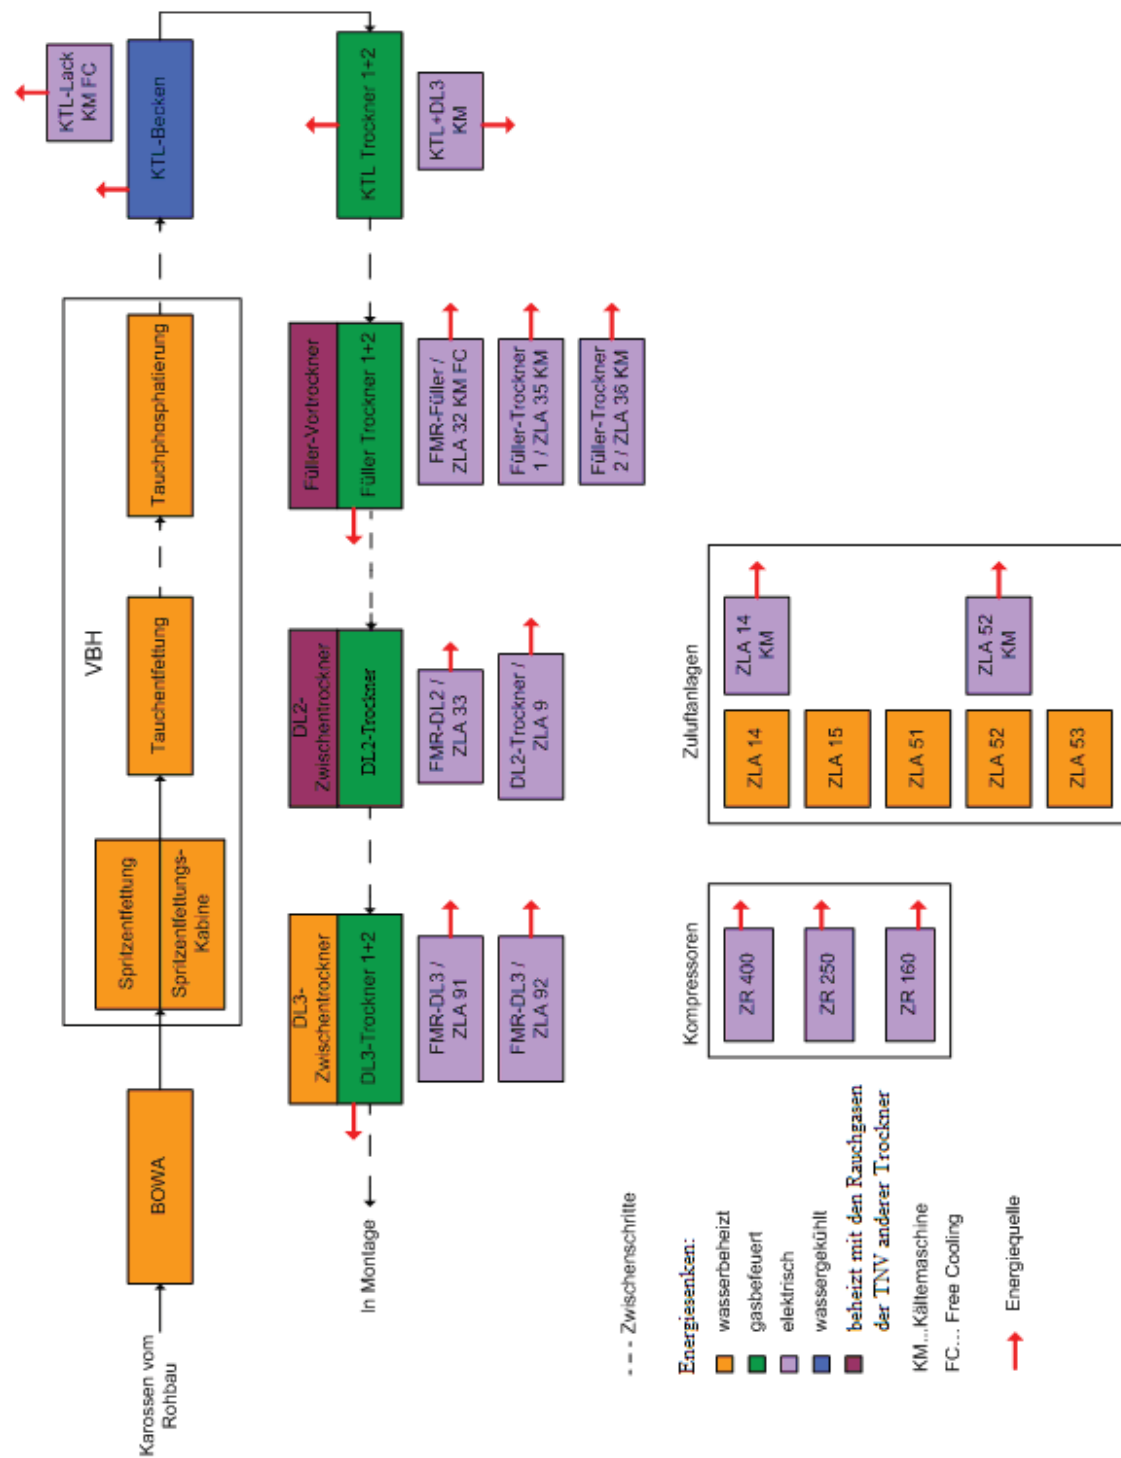 Karossen vom
Rohbau
BOWA
VBH
Spritzentfettung
Spritzentfettungs-
Kabine
Tauchentfettung
Tauchphosphatierung
KTL-Becken
KTL-Lack
KM FC
KTL Trockner 1+2
KTL+DL3
KM
Füller-Vortrockner
Füller Trockner 1+2
FMR-Füller /
ZLA 32 KM FC
Füller-Trockner
1 / ZLA 35 KM
Füller-Trockner
2 / ZLA 36 KM
DL2-
Zwischentrockner
DL2-Trockner
FMR-DL2 /
ZLA 33
DL2-Trockner /
ZLA 9
DL3-
Zwischentrockner
DL3-Trockner 1+2
FMR-DL3 /
ZLA 91
FMR-DL3 /
ZLA 92
In Montage
Kompressoren
ZR 400
ZR 250
ZR 160
Zuluftanlagen
ZLA 14
ZLA 15
ZLA 51
ZLA 52
ZLA 53
ZLA 14
KM
ZLA 52
KM
Zwischenschritte
Energiesenken:
wasserbeheizt
gasbefeuert
elektrisch
wassergekühlt
beheizt mit den Rauchgasen
der TNV anderer Trockner
KM...Kältemaschine
FC... Free Cooling
Energiequelle